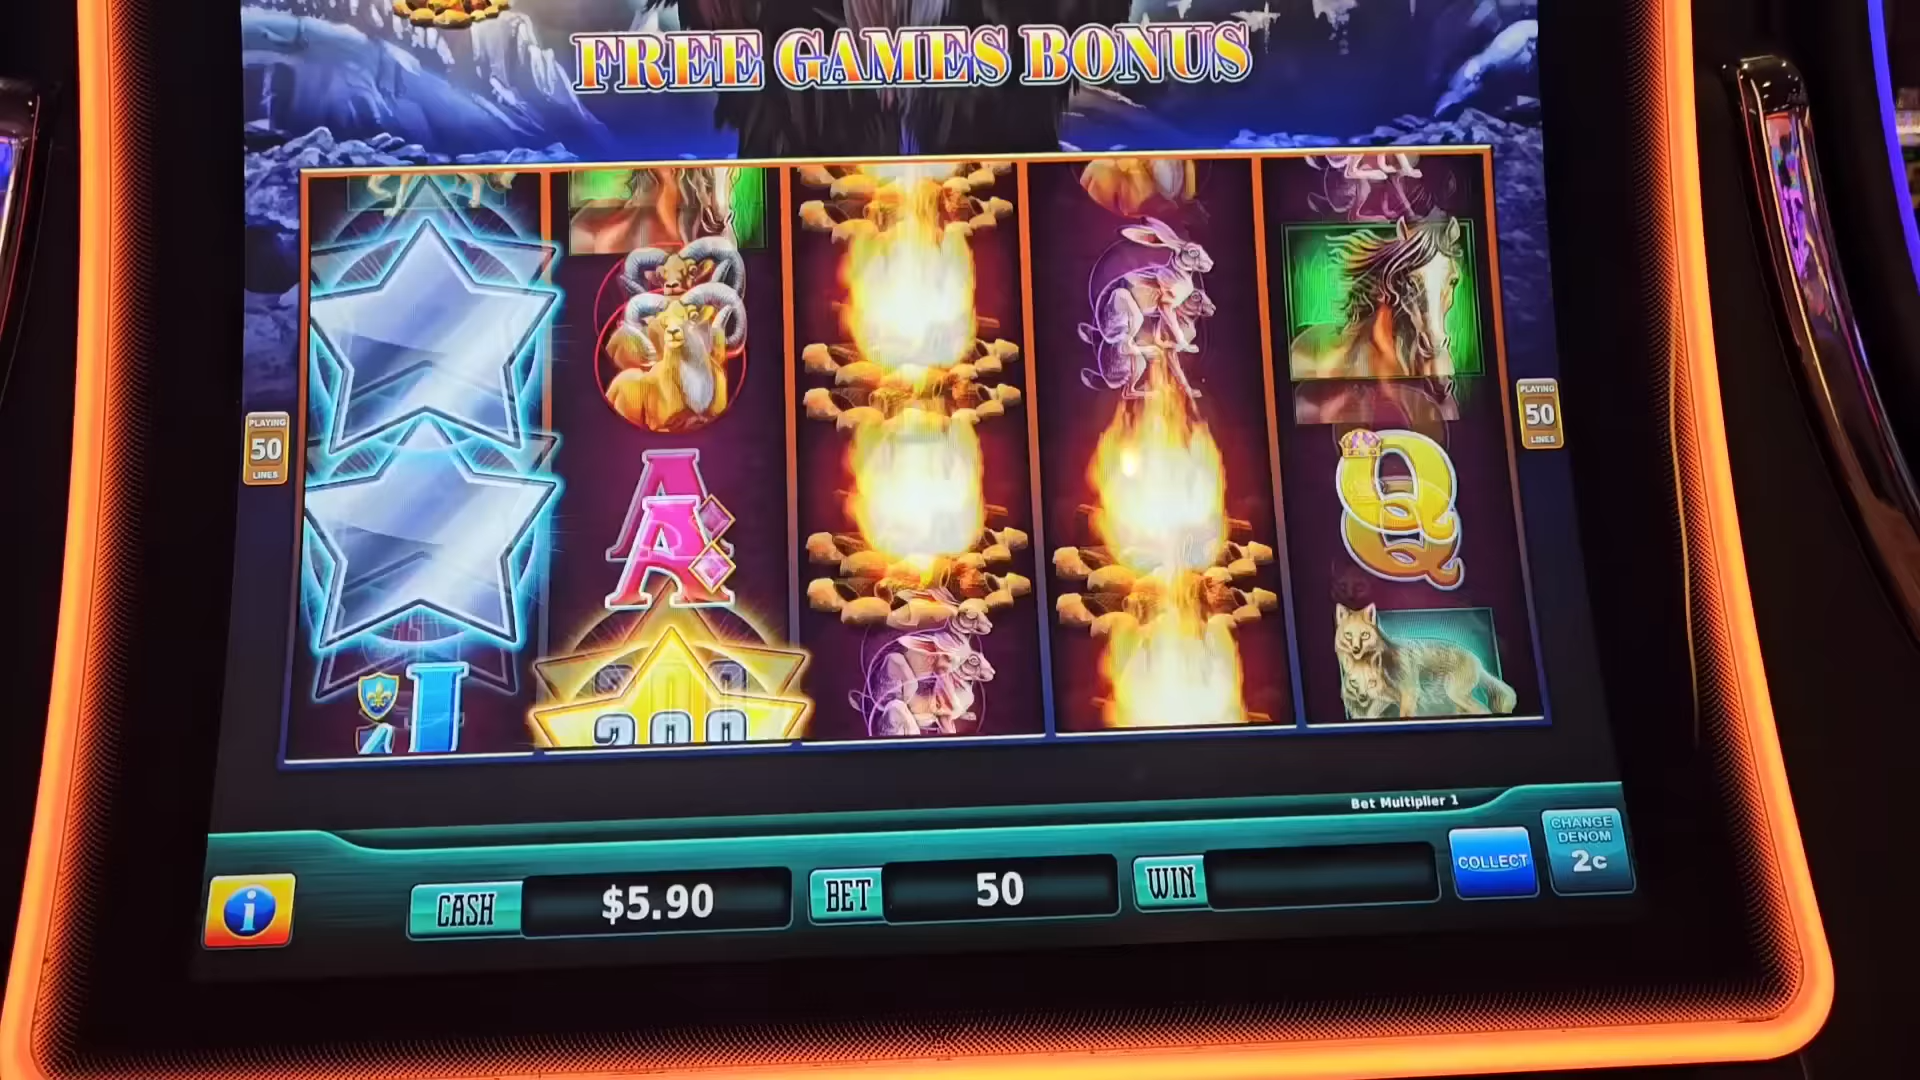 FREE GAMES BONUS
PLAYING
50
LINES
PLAYING
50
LINES
A
A
Q
Q
J
200
Bet Multiplier 1
CASH
$5.90
BET
50
WIN
COLLECT
CHANGE
DENOM
2¢
i